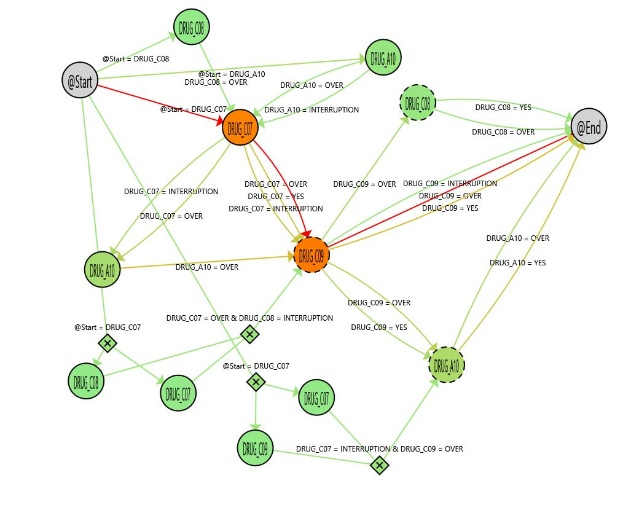 DRUG_C08
@Start = DRUG_C08
DRUG_A10
@Start
@Start = DRUG_A10
DRUG_C08 = OVER
DRUG_A10 = OVER
DRUG_C08
@Start = DRUG_C07
DRUG_A10 = INTERRUPTION
DRUG_C08 = YES
DRUG_C07
@End
DRUG_C08 = OVER
DRUG_C07 = OVER
DRUG_C09 = OVER
DRUG_C09 = INTERRUPTION
DRUG_C07 = INTERRUPTION
DRUG_C07 = YES
DRUG_C09 = OVER
DRUG_C07 = INTERRUPTION
DRUG_C09 = YES
DRUG_C07 = OVER
DRUG_A10 = OVER
DRUG_C09
DRUG_A10 = YES
DRUG_A10
DRUG_A10 = OVER
DRUG_C09 = OVER
DRUG_C07 = OVER & DRUG_C08 = INTERRUPTION
@Start = DRUG_C07
DRUG_C09 = YES
@Start = DRUG_C07
DRUG_A10
DRUG_C08
DRUG_C07
DRUG_C07
DRUG_C09
DRUG_C07 = INTERRUPTION & DRUG_C09 = OVER